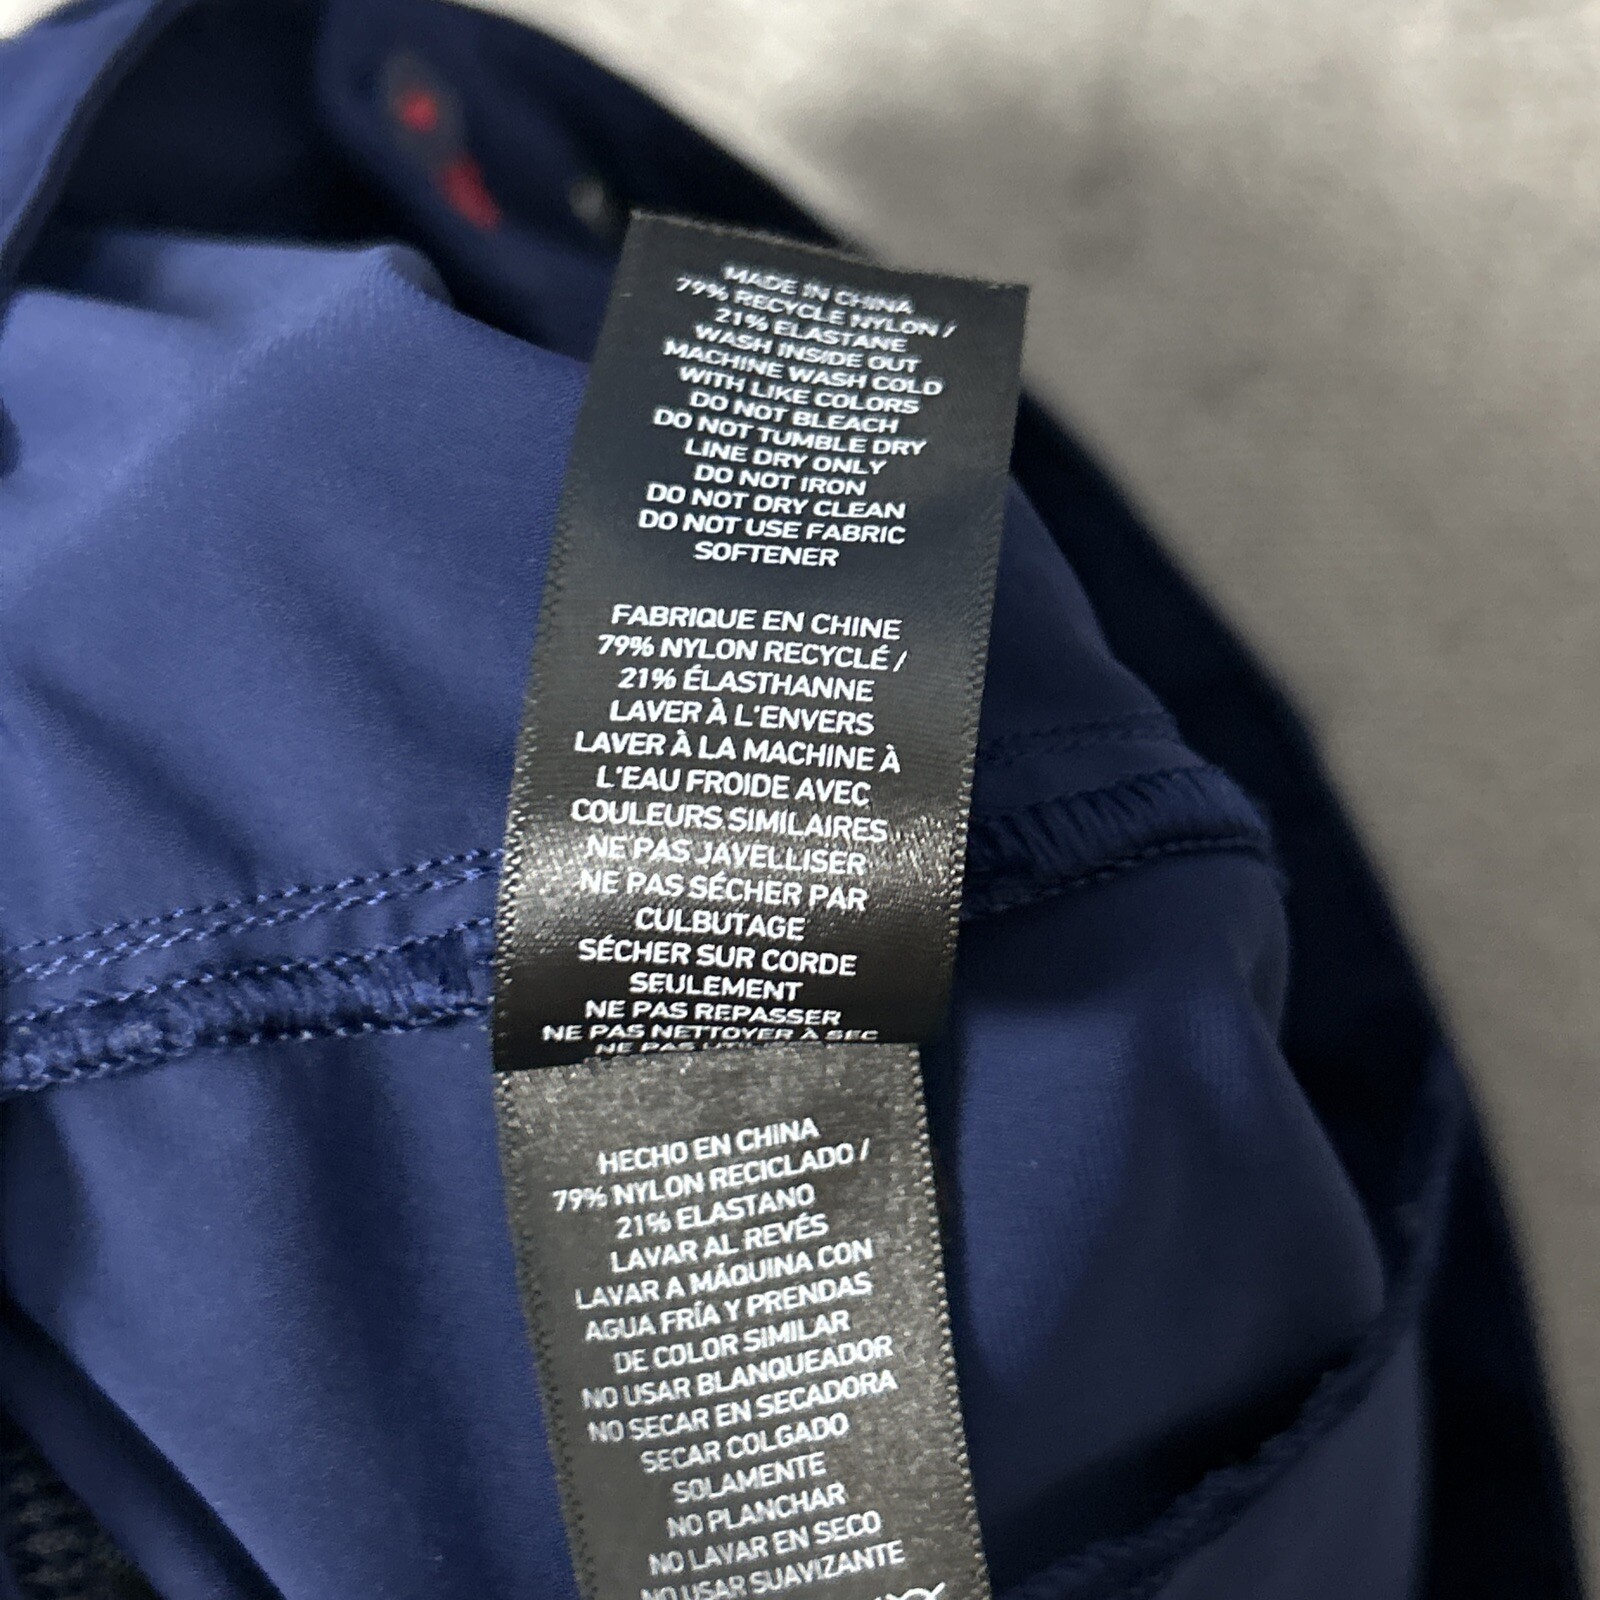 MADE IN CHINA
79% RECYCLE NYLON /
21% ELASTANE
WASH INSIDE OUT
MACHINE WASH COLD
WITH LIKE COLORS
DO NOT BLEACH
DO NOT TUMBLE DRY
LINE DRY ONLY
DO NOT IRON
DO NOT DRY CLEAN
DO NOT USE FABRIC
SOFTENER
FABRIQUE EN CHINE
79% NYLON RECYCLÉ /
21% ÉLASTHANNE
LAVER À L'ENVERS
LAVER À LA MACHINE À
L'EAU FROIDE AVEC
COULEURS SIMILAIRES
NE PAS JAVELLISER
NE PAS SÉCHER PAR
CULBUTAGE
SÉCHER SUR CORDE
SEULEMENT
NE PAS REPASSER
NE PAS NETTOYER À SEC
NE PAS
HECHO EN CHINA
79% NYLON RECICLADO /
21% ELASTANO
LAVAR AL REVÉS
LAVAR A MÁQUINA CON
AGUA FRÍA Y PRENDAS
DE COLOR SIMILAR
NO USAR BLANQUEADOR
NO SECAR EN SECADORA
SECAR COLGADO
SOLAMENTE
NO PLANCHAR
NO LAVAR EN SECO
NO USAR SUAVIZANTE